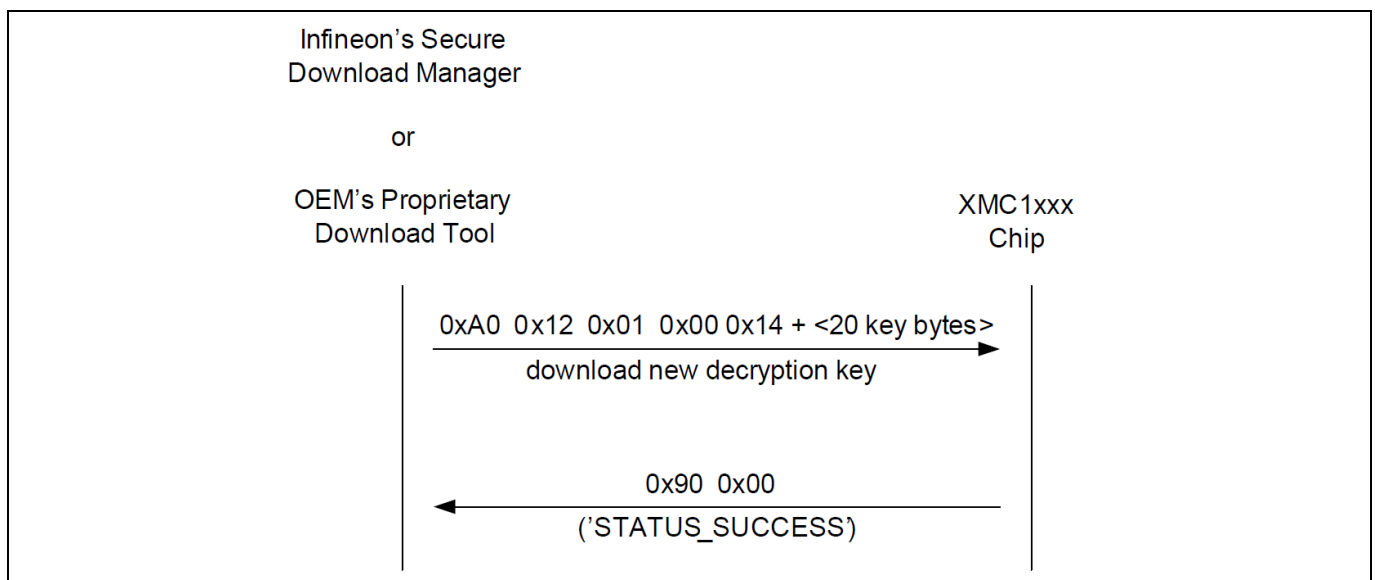 Infineon's Secure
Download Manager
or
OEM's Proprietary
Download Tool
XMC1xxx
Chip
0xA0 0x12 0x01 0x00 0x14 + <20 key bytes>
download new decryption key
0x90 0x00
('STATUS_SUCCESS')